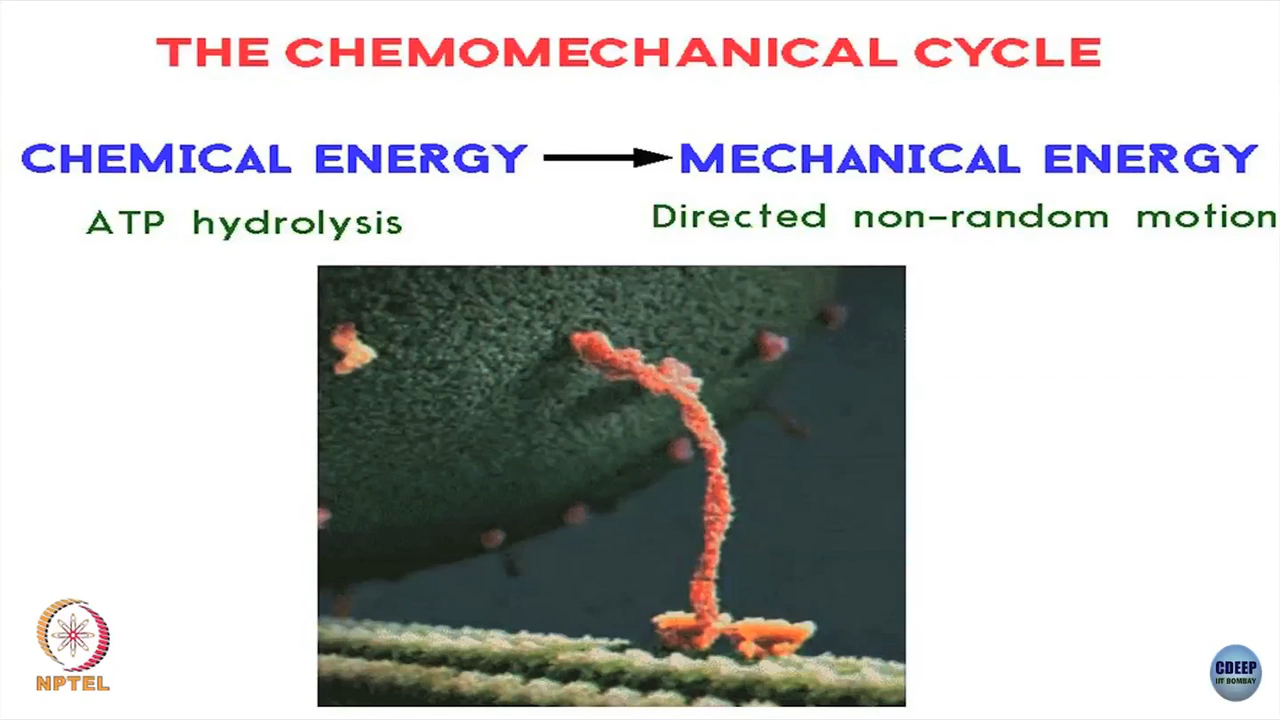 THE CHEMOMECHANICAL CYCLE
CHEMICAL ENERGY MECHANICAL ENERGY
ATP hydrolysis Directed non-random motion
NPTEL
CDEEP
IIT BOMBAY